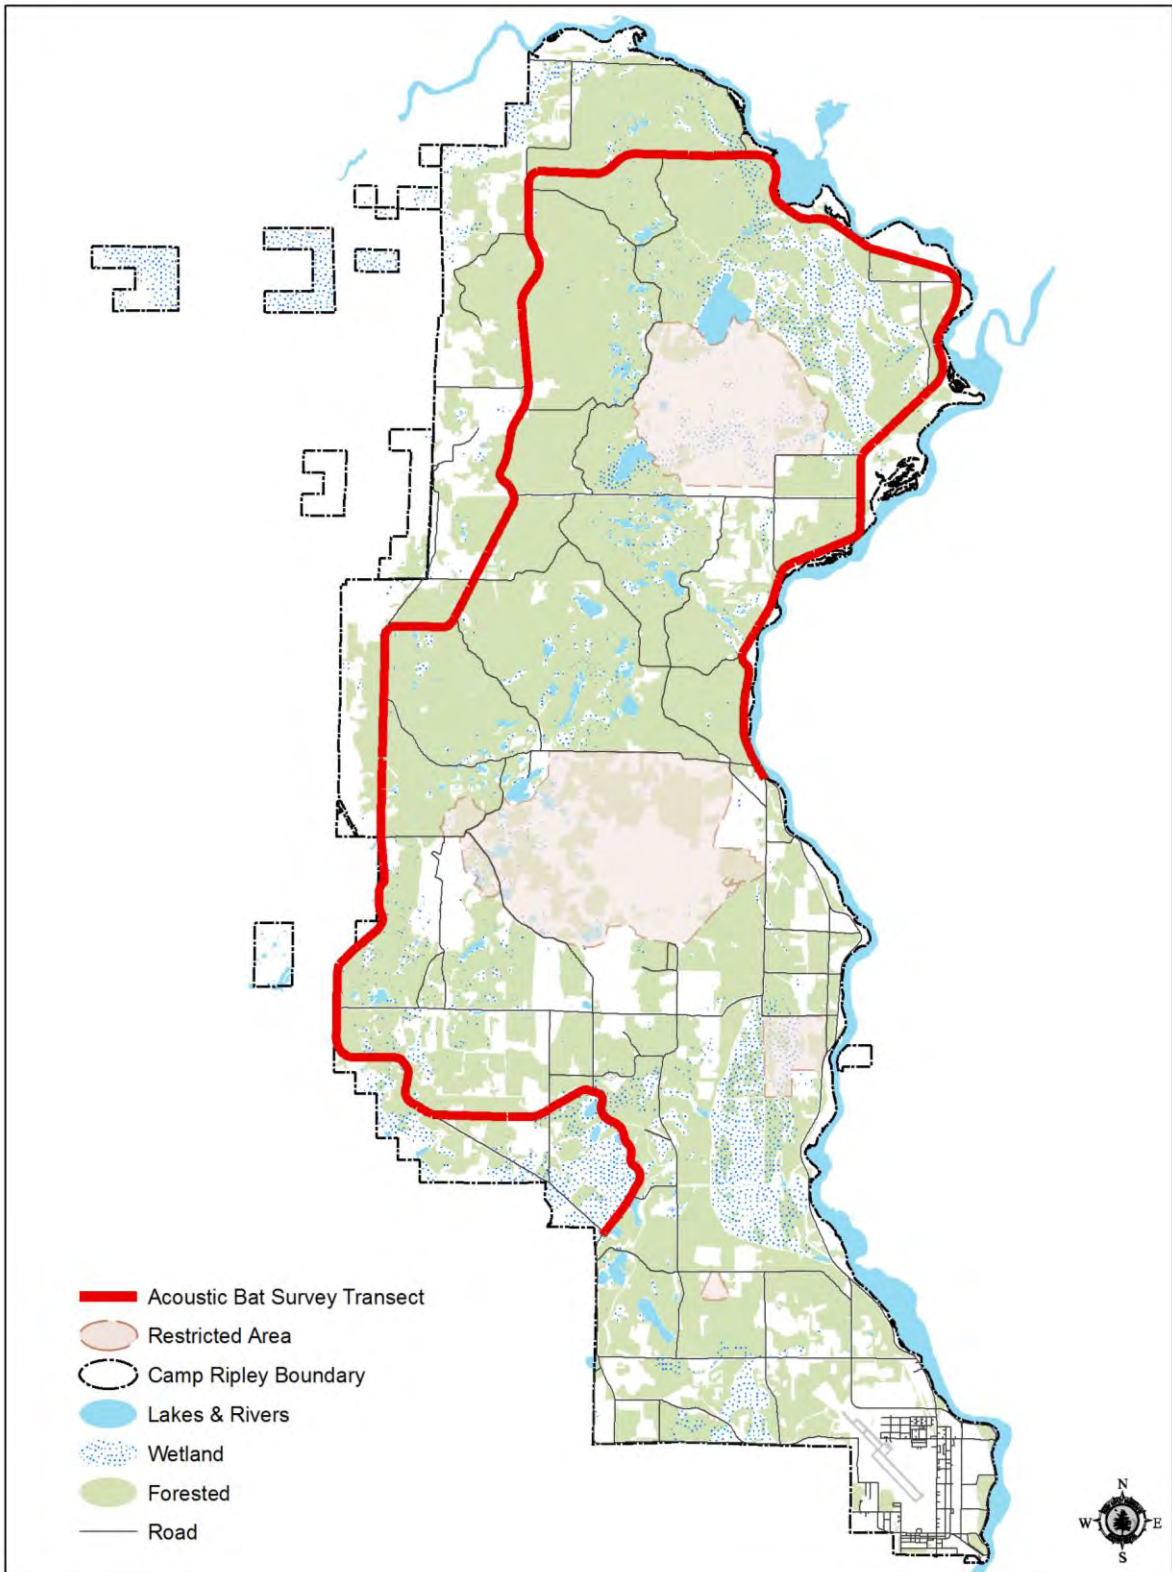 Acoustic Bat Survey Transect
Restricted Area
Camp Ripley Boundary
Lakes & Rivers
Wetland
Forested
Road
N
W E
S